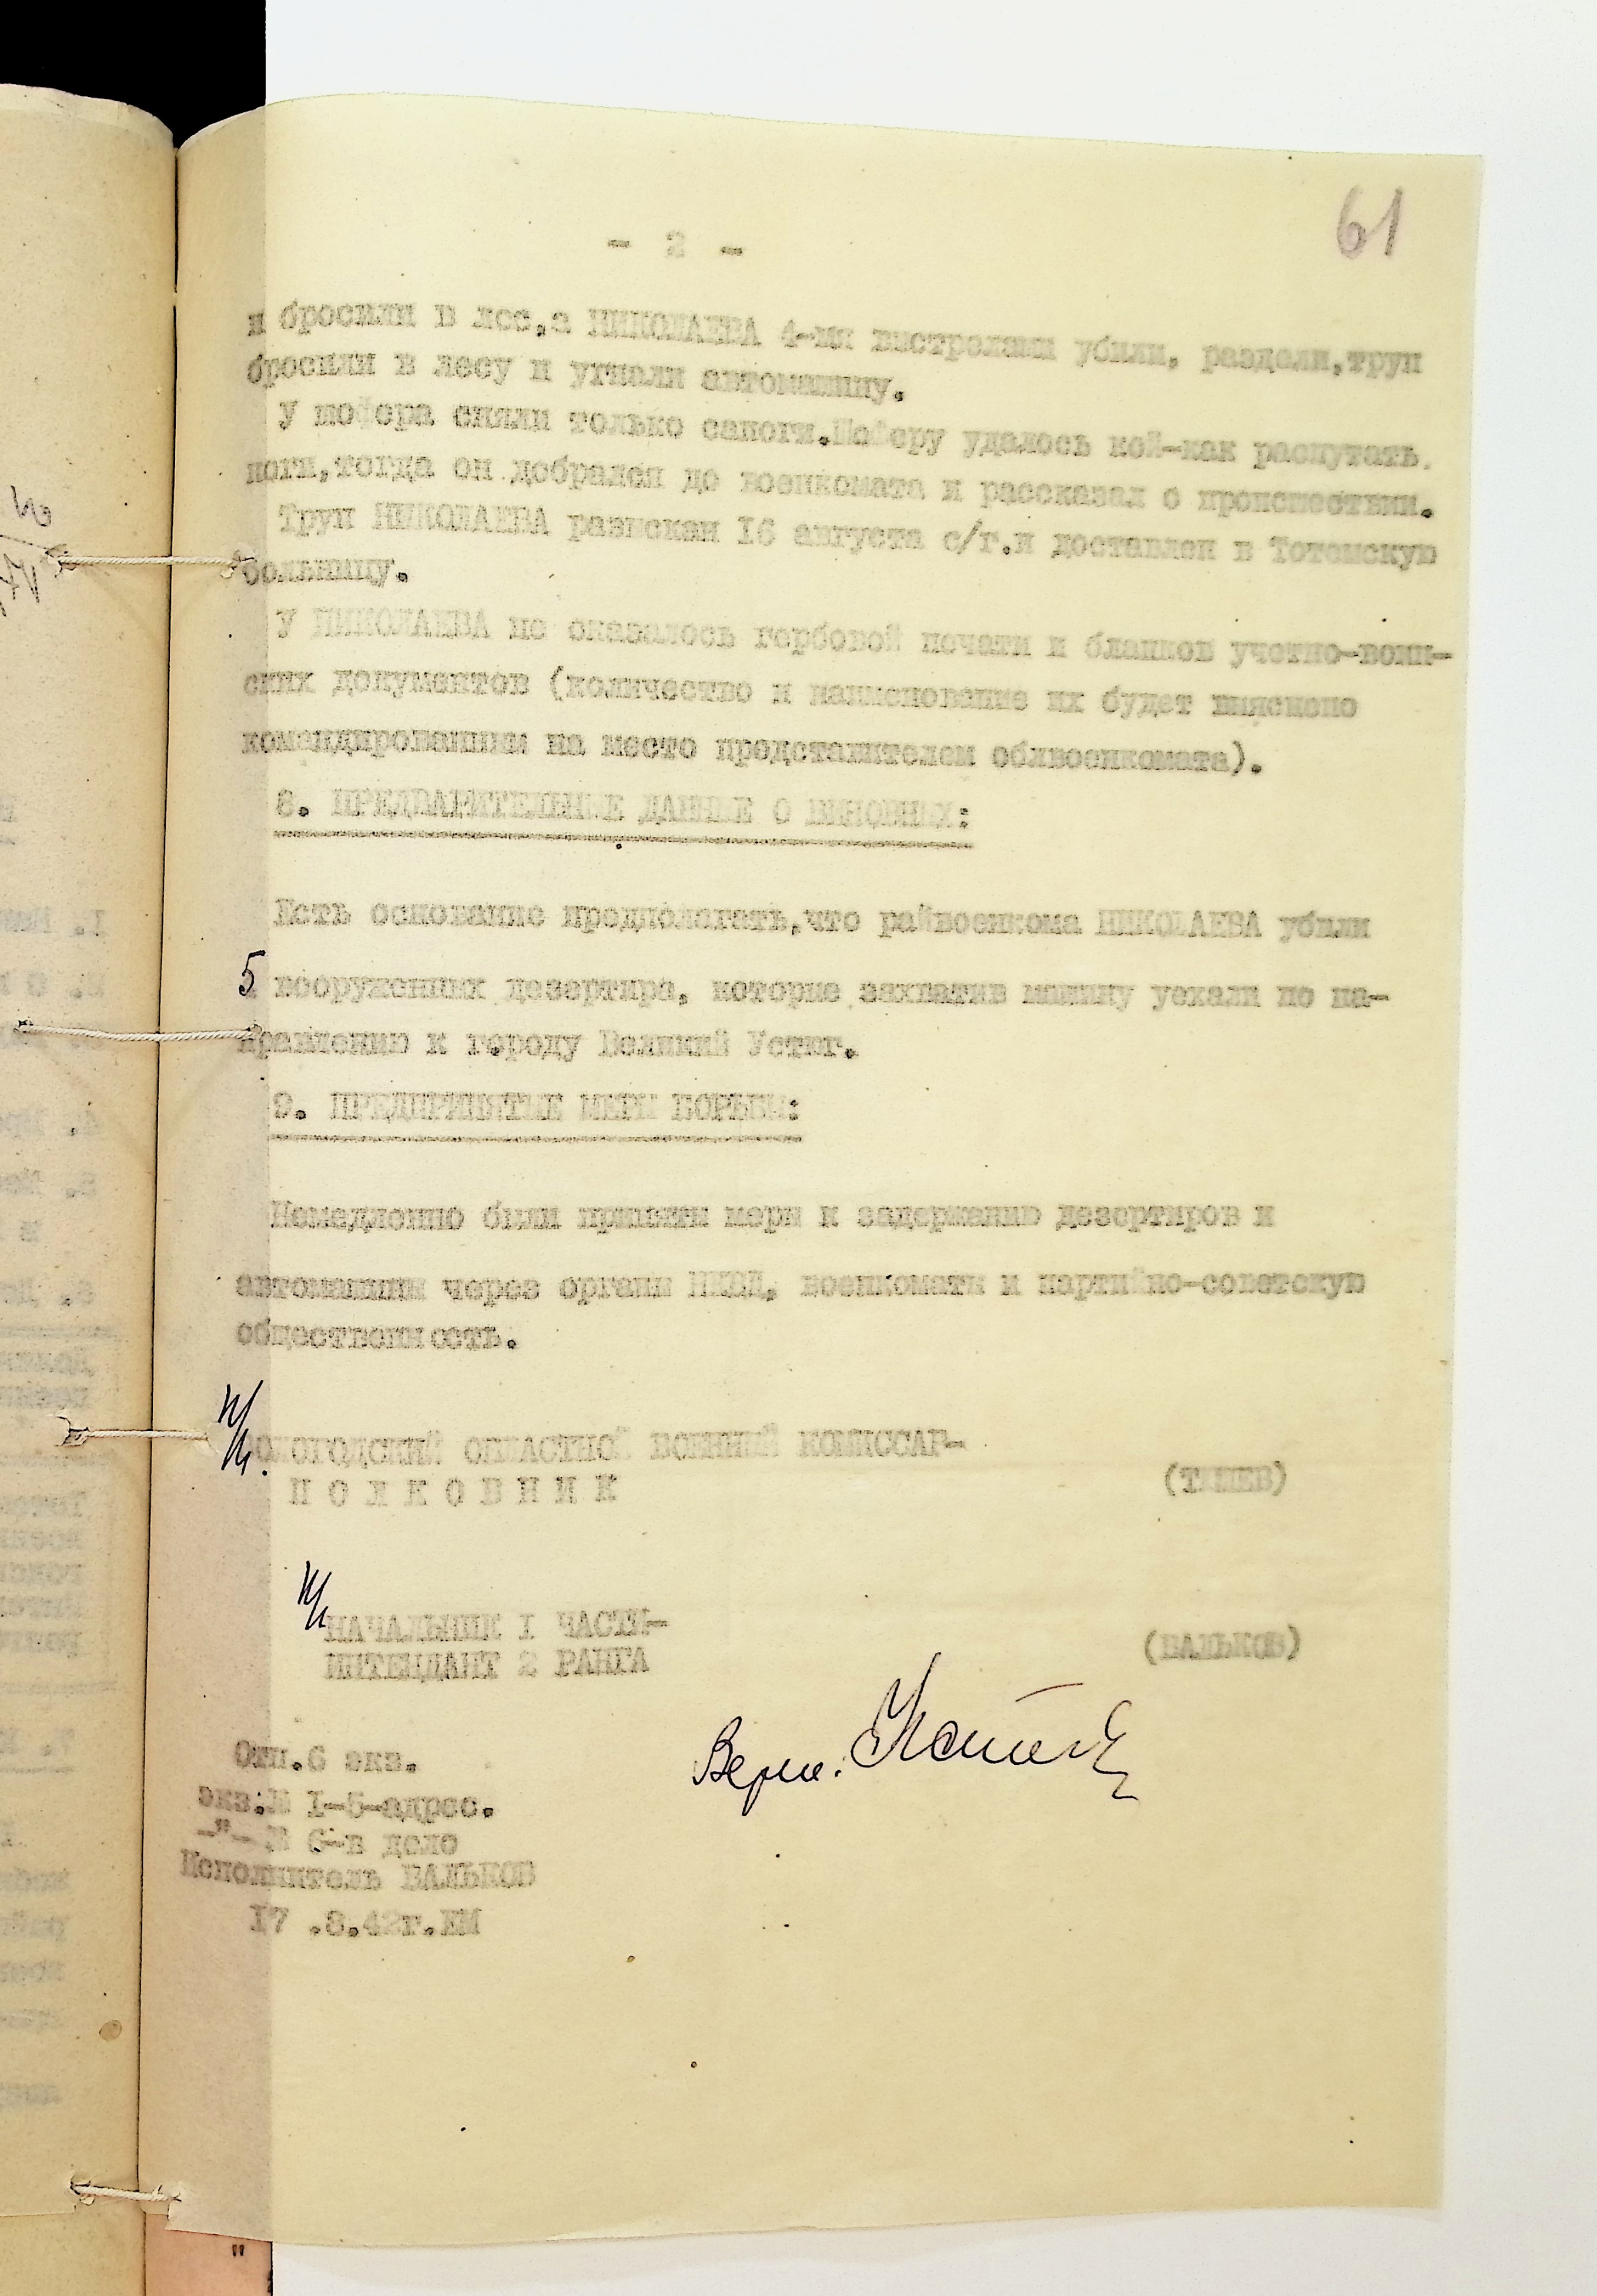 61
- 2 -
и бросили в лес,а НИКОЛАЕВА 4-мя выстрелами убили, раздели,труп
бросили в лесу и угнали автомашину.
У шофера сняли только сапоги.Шоферу удалось кой-как распутать
ноги,тогда он добрался до военкомата и рассказал о происшествии.
Труп НИКОЛАЕВА разыскан 16 августа с/г.и доставлен в Тотемскую
больницу.
У НИКОЛАЕВА не оказалось гербовой печати и бланков учетно-воин-
ских документов (количество и наименование их будет выяснено
командированным на место представителем облвоенкомата).
8. ПРЕДВАРИТЕЛЬНЫЕ ДАННЫЕ О ВИНОВНЫХ:
Есть основание предполагать,что райвоенкома НИКОЛАЕВА убили
5 вооруженных дезертира, которые захватив машину уехали по на-
правлению к городу Великий Устюг.
9. ПРЕДПРИНЯТЫЕ МЕРЫ БОРЬБЫ:
Немедленно были приняты меры к задержанию дезертиров и
автомашины через органы НКВД, военкоматы и партийно-советскую
общественность.
п/п. ВОЛОГОДСКИЙ ОБЛАСТНОЙ ВОЕННЫЙ КОМИССАР-
П О Л К О В Н И К
п/п НАЧАЛЬНИК I ЧАСТИ-
ИНТЕНДАНТ 2 РАНГА
(ВАЛЬКОВ)
Верно:
Отп.6 экз.
экз.№ I-5-адрес.
-"- № 6-в дело
Исполнитель ВАЛЬКОВ
I7 .8.42г.ЕМ